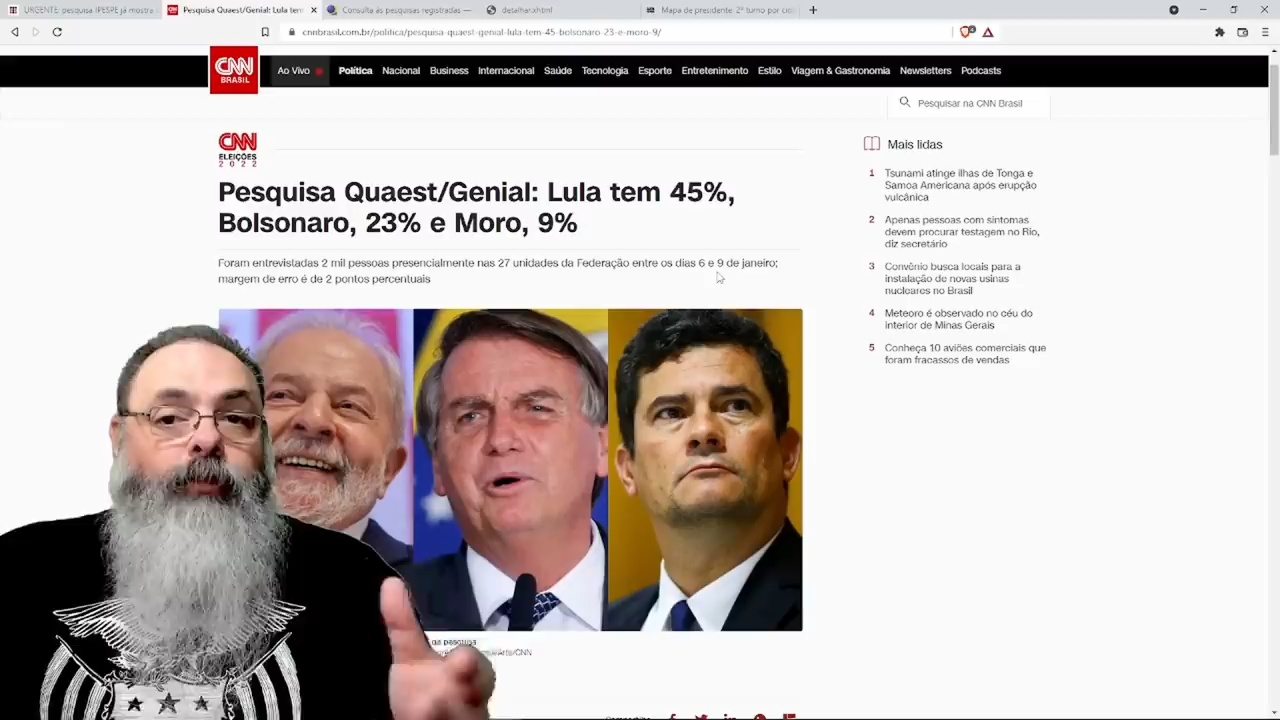 URGENTE: pesquisa IPESPE já mostra
Pesquisa Quaest/Genial: Lula tem
Consulta às pesquisas registradas —
detalhar.xhtml
Mapa de presidente: 2º turno por
cnnbrasil.com.br/politica/pesquisa-quaest-genial-lula-tem-45-bolsonaro-23-e-moro-9/
CNN
BRASIL
Ao Vivo
Política
Nacional
Business
Internacional
Saúde
Tecnologia
Esporte
Entretenimento
Estilo
Viagem & Gastronomia
Newsletters
Podcasts
Pesquisar na CNN Brasil
CNN
ELEIÇÕES
2022
Pesquisa Quaest/Genial: Lula tem 45%,
Bolsonaro, 23% e Moro, 9%
Foram entrevistadas 2 mil pessoas presencialmente nas 27 unidades da Federação entre os dias 6 e 9 de janeiro;
margem de erro é de 2 pontos percentuais
Mais lidas
1 Tsunami atinge ilhas de Tonga e
Samoa Americana após erupção
vulcânica
2 Apenas pessoas com sintomas
devem procurar testagem no Rio,
diz secretário
3 Convênio busca locais para a
instalação de novas usinas
nucleares no Brasil
4 Meteoro é observado no céu do
interior de Minas Gerais
5 Conheça 10 aviões comerciais que
foram fracassos de vendas
da pesquisa
Arte/CNN